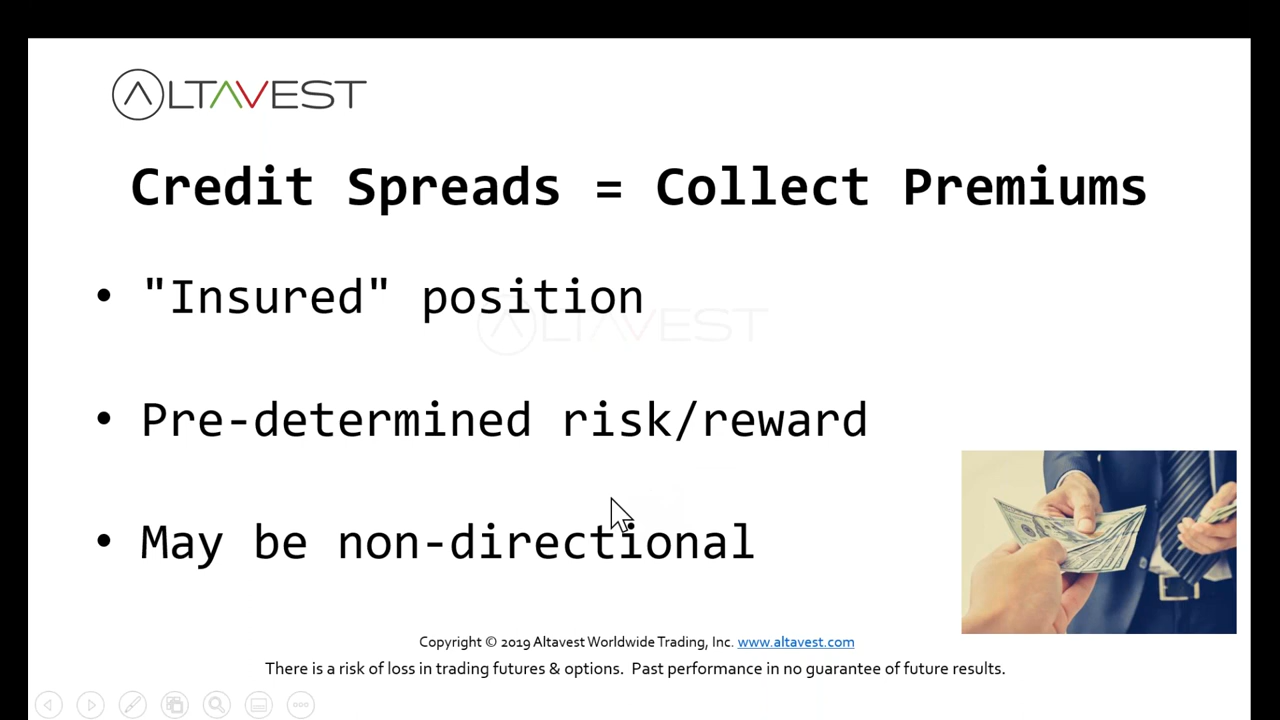 ALTAVEST
Credit Spreads = Collect Premiums
• "Insured" position
ALTAVEST
• Pre-determined risk/reward
• May be non-directional
Copyright © 2019 Altavest Worldwide Trading, Inc. www.altavest.com
There is a risk of loss in trading futures & options. Past performance in no guarantee of future results.